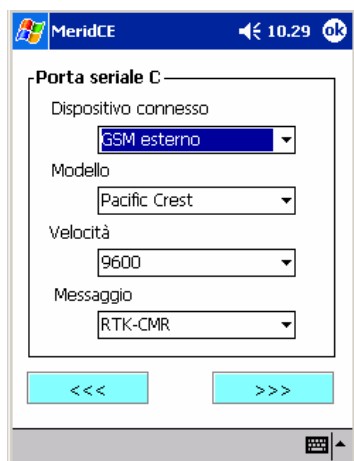 MeridCE 10.29 ok
Porta seriale C
Dispositivo connesso
GSM esterno
Modello
Pacific Crest
Velocità
9600
Messaggio
RTK-CMR
<<< >>>